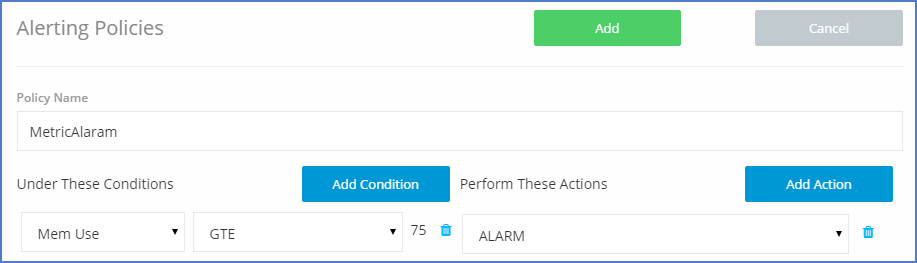 Alerting Policies Add Cancel
Policy Name
MetricAlaram
Under These Conditions Add Condition Perform These Actions Add Action
Mem Use GTE 75 ALARM